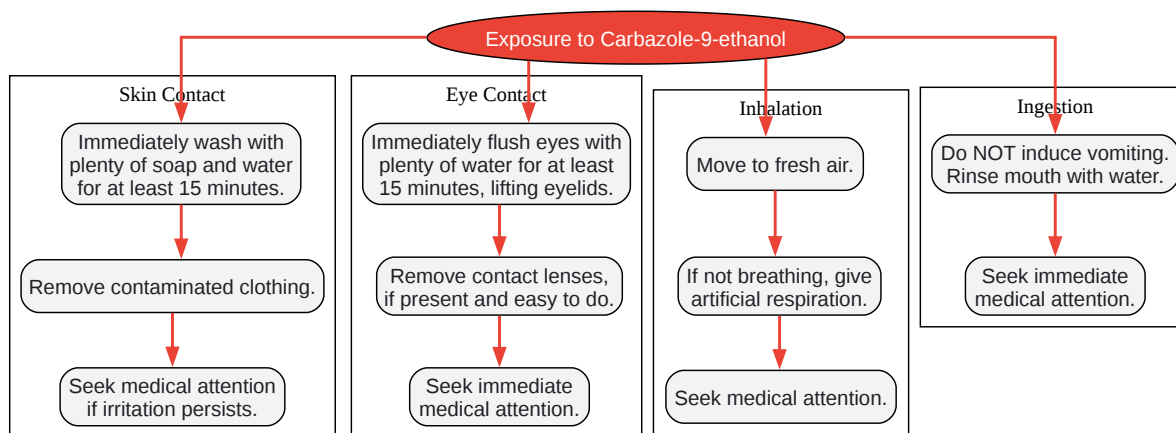 Exposure to Carbazole-9-ethanol
Skin Contact
Immediately wash with
plenty of soap and water
for at least 15 minutes.
Remove contaminated clothing.
Seek medical attention
if irritation persists.
Eye Contact
Immediately flush eyes with
plenty of water for at least
15 minutes, lifting eyelids.
Remove contact lenses,
if present and easy to do.
Seek immediate
medical attention.
Inhalation
Move to fresh air.
If not breathing, give
artificial respiration.
Seek medical attention.
Ingestion
Do NOT induce vomiting.
Rinse mouth with water.
Seek immediate
medical attention.